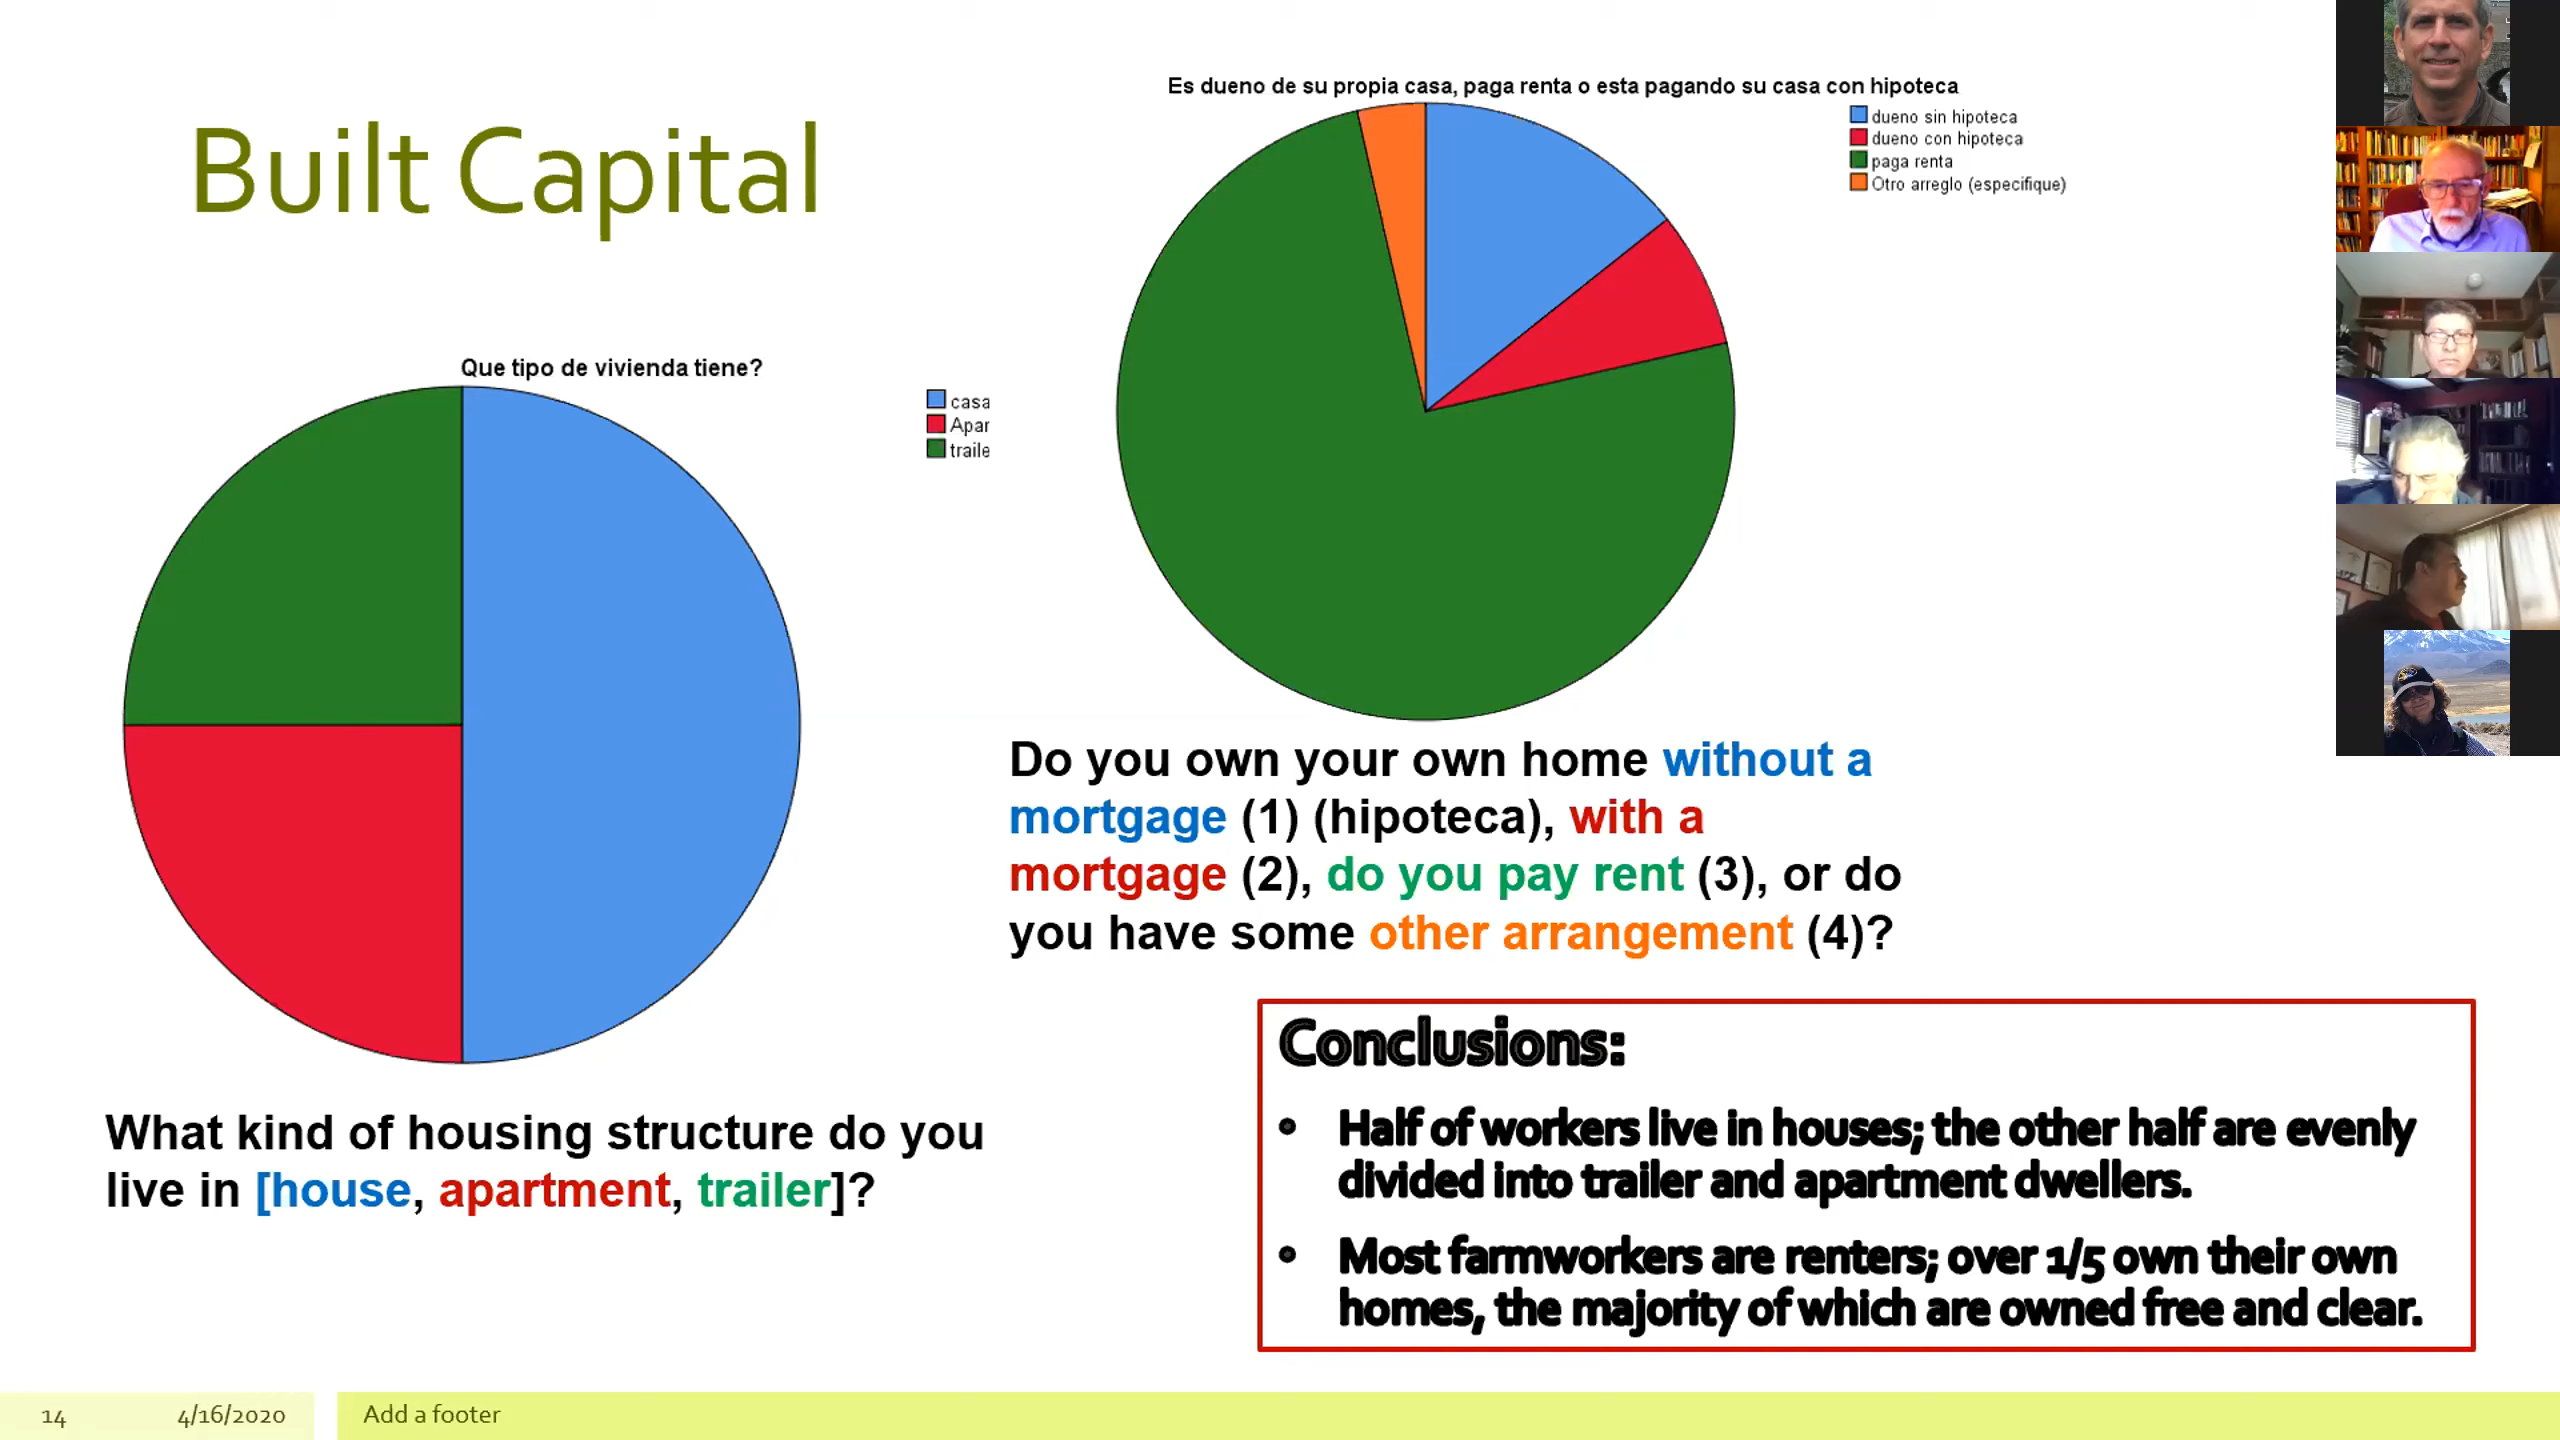 Built Capital
Es dueno de su propia casa, paga renta o esta pagando su casa con hipoteca
dueno sin hipoteca
dueno con hipoteca
paga renta
Otro arreglo (especifique)
Que tipo de vivienda tiene?
casa
Apar
traile
Do you own your own home without a
mortgage (1) (hipoteca), with a
mortgage (2), do you pay rent (3), or do
you have some other arrangement (4)?
What kind of housing structure do you
live in [house, apartment, trailer]?
Conclusions:
• Half of workers live in houses; the other half are evenly
divided into trailer and apartment dwellers.
• Most farmworkers are renters; over 1/5 own their own
homes, the majority of which are owned free and clear.
14 4/16/2020 Add a footer